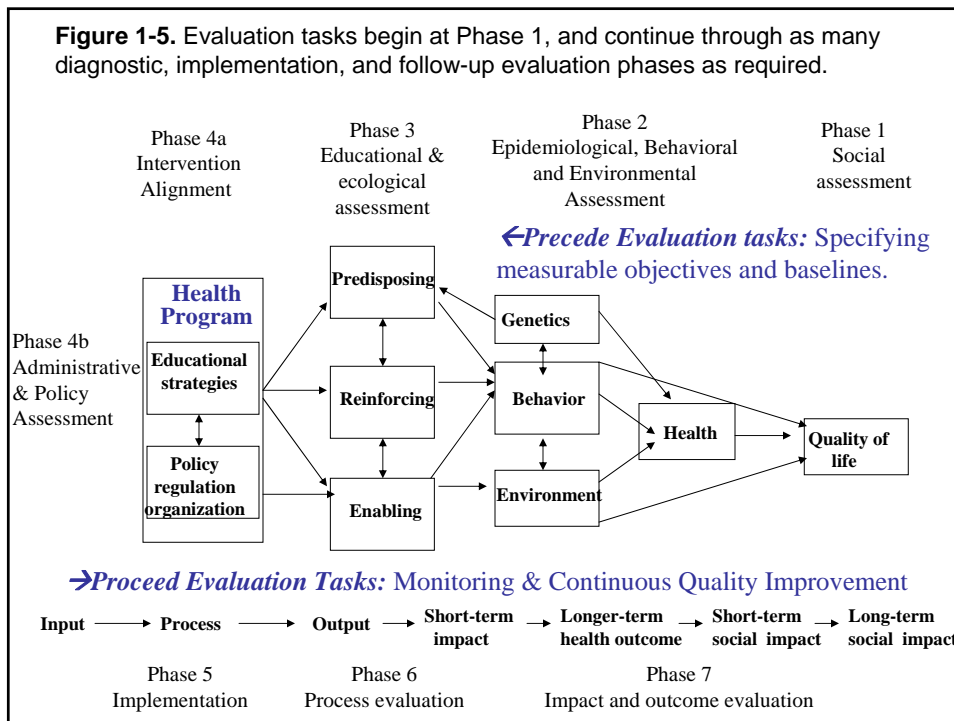 Figure 1-5. Evaluation tasks begin at Phase 1, and continue through as many
diagnostic, implementation, and follow-up evaluation phases as required.
Phase 4a
Intervention
Alignment
Phase 3
Educational &
ecological
assessment
Phase 2
Epidemiological, Behavioral
and Environmental
Assessment
Phase 1
Social
assessment
←Precede Evaluation tasks: Specifying
measurable objectives and baselines.
Phase 4b
Administrative
& Policy
Assessment
Health
Program
Educational
strategies
Policy
regulation
organization
Predisposing
Reinforcing
Enabling
Genetics
Behavior
Environment
Health
Quality of
life
→Proceed Evaluation Tasks: Monitoring & Continuous Quality Improvement
Input
Process
Output
Short-term
impact
Longer-term
health outcome
Short-term
social impact
Long-term
social impact
Phase 5
Implementation
Phase 6
Process evaluation
Phase 7
Impact and outcome evaluation